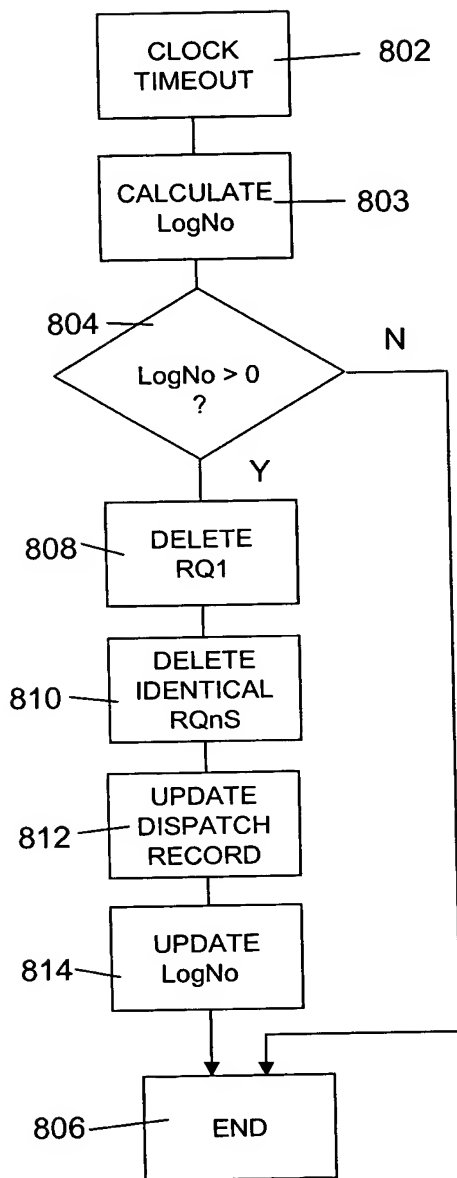 CLOCK
TIMEOUT
802
CALCULATE
LogNo
803
804
LogNo > 0
?
N
Y
808
DELETE
RQ1
810
DELETE
IDENTICAL
RQnS
812
UPDATE
DISPATCH
RECORD
814
UPDATE
LogNo
806
END